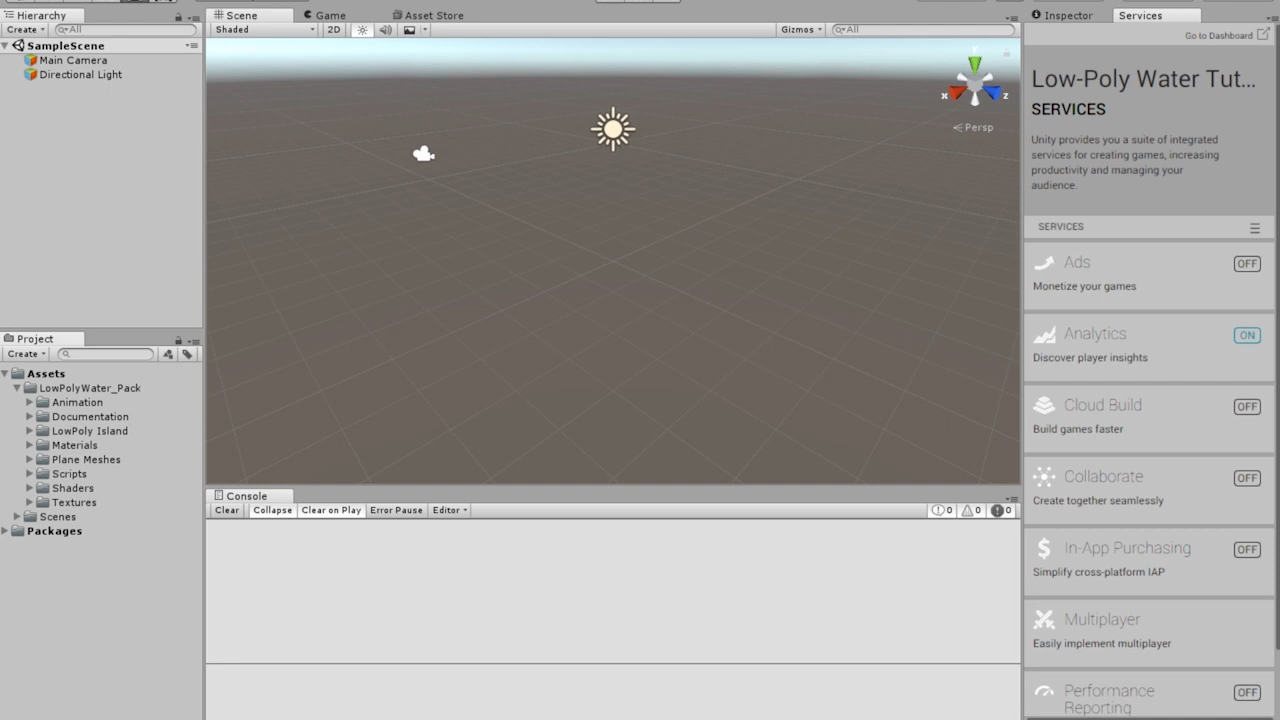 Hierarchy
Create
All
SampleScene
Main Camera
Directional Light
Project
Create
Assets
LowPolyWater_Pack
Animation
Documentation
LowPoly Island
Materials
Plane Meshes
Scripts
Shaders
Textures
Scenes
Packages
Scene
Game
Asset Store
Shaded
2D
Gizmos
All
x
z
Persp
Console
Clear
Collapse
Clear on Play
Error Pause
Editor
0
0
0
Inspector
Services
Go to Dashboard
Low-Poly Water Tut...
SERVICES
Unity provides you a suite of integrated
services for creating games, increasing
productivity and managing your
audience.
SERVICES
Ads
OFF
Monetize your games
Analytics
ON
Discover player insights
Cloud Build
OFF
Build games faster
Collaborate
OFF
Create together seamlessly
In-App Purchasing
OFF
Simplify cross-platform IAP
Multiplayer
Easily implement multiplayer
Performance
Reporting
OFF